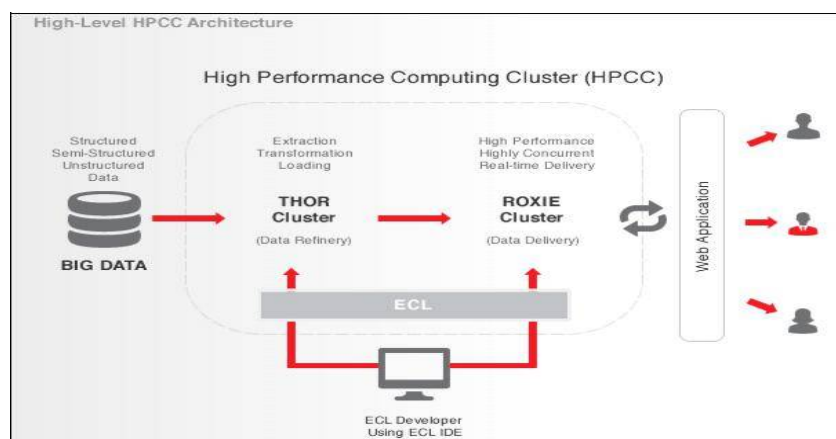 High-Level HPCC Architecture
High Performance Computing Cluster (HPCC)
Structured
Semi-Structured
Unstructured
Data
BIG DATA
Extraction
Transformation
Loading
THOR
Cluster
(Data Refinery)
High Performance
Highly Concurrent
Real-time Delivery
ROXIE
Cluster
(Data Delivery)
Web Application
ECL
ECL Developer
Using ECL IDE